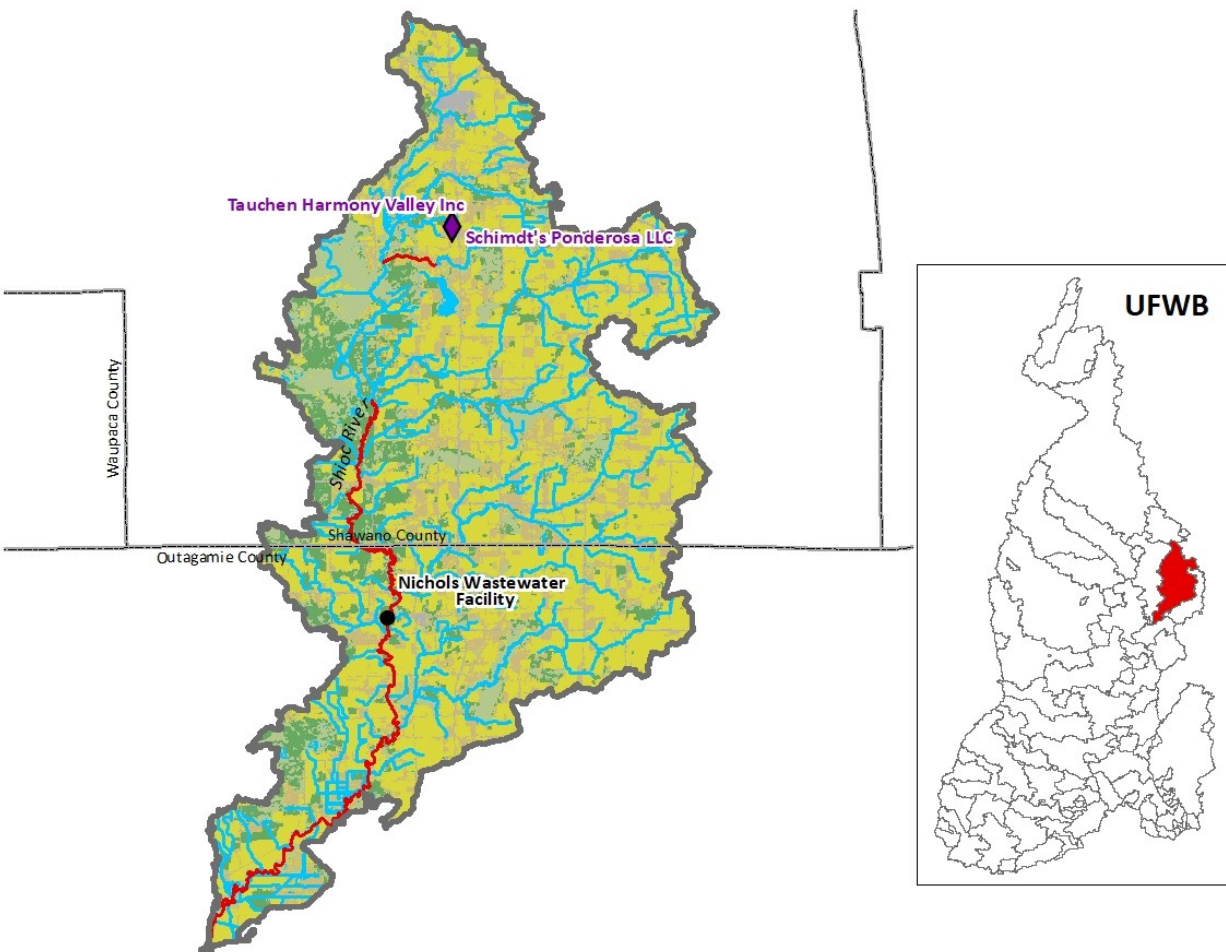 Tauchen Harmony Valley Inc
Schimdt's Ponderosa LLC
UFWB
Waupaca County
Shioc River
Shawano County
Outagamie County
Nichols Wastewater
Facility